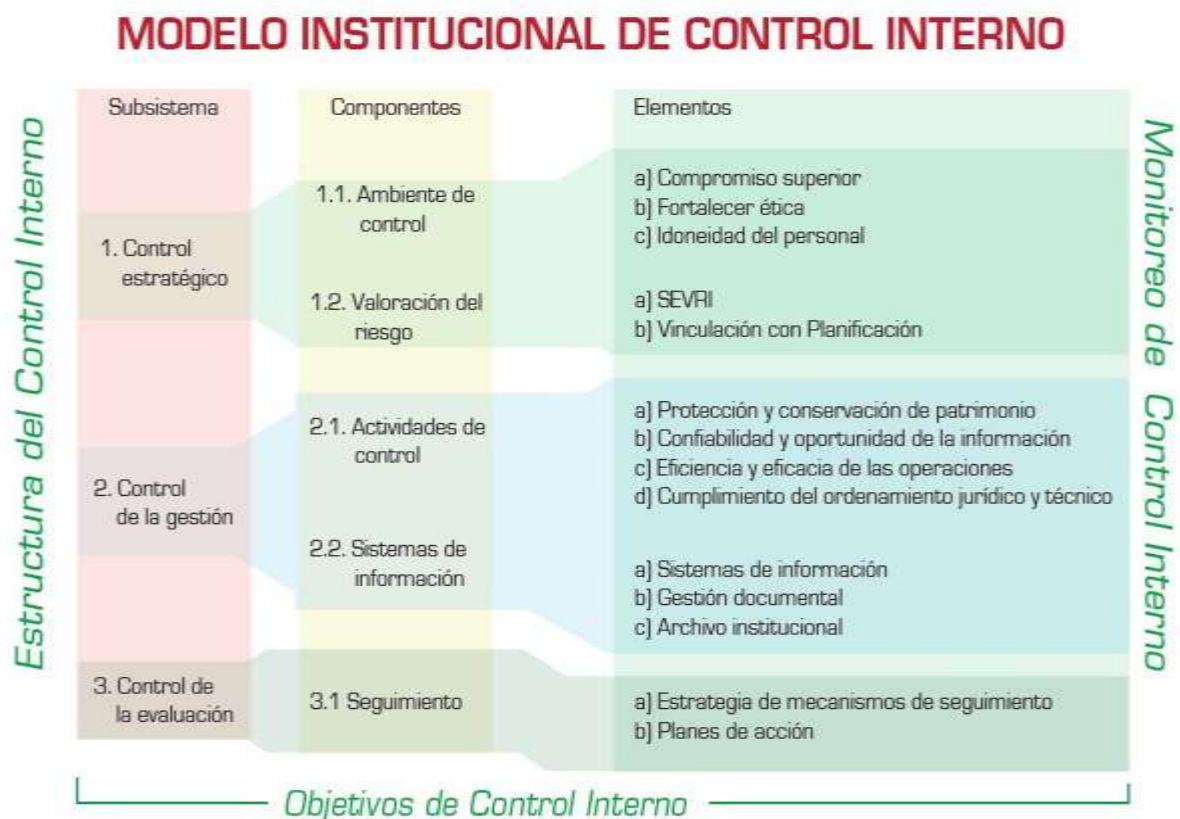 MODELO INSTITUCIONAL DE CONTROL INTERNO
Estructura del Control Interno
Subsistema
1. Control
estratégico
2. Control
de la gestión
3. Control de
la evaluación
Componentes
1.1. Ambiente de
control
1.2. Valoración del
riesgo
2.1. Actividades de
control
2.2. Sistemas de
información
3.1 Seguimiento
Elementos
a) Compromiso superior
b) Fortalecer ética
c) Idoneidad del personal
a) SEVRI
b) Vinculación con Planificación
a) Protección y conservación de patrimonio
b) Confiabilidad y oportunidad de la información
c) Eficiencia y eficacia de las operaciones
d) Cumplimiento del ordenamiento jurídico y técnico
a) Sistemas de información
b) Gestión documental
c) Archivo institucional
a) Estrategia de mecanismos de seguimiento
b) Planes de acción
Monitoreo de Control Interno
Objetivos de Control Interno